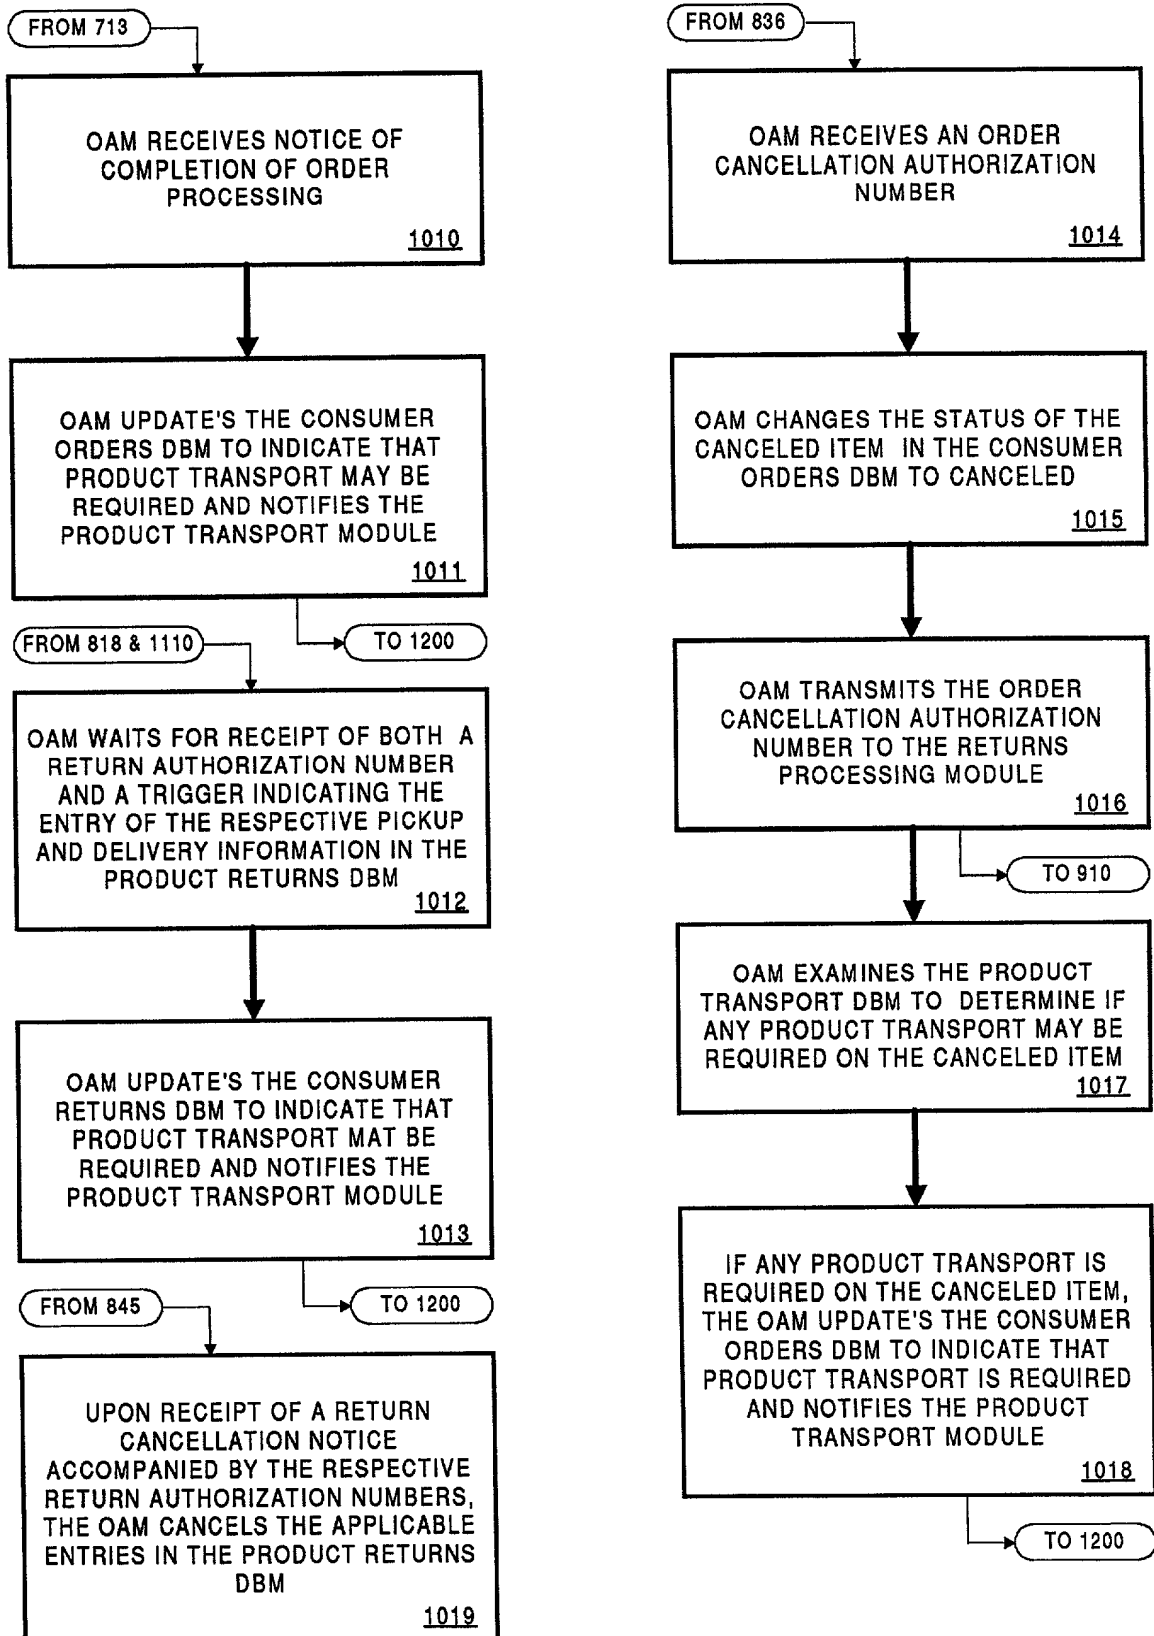 FROM 713
OAM RECEIVES NOTICE OF
COMPLETION OF ORDER
PROCESSING
1010
OAM UPDATE'S THE CONSUMER
ORDERS DBM TO INDICATE THAT
PRODUCT TRANSPORT MAY BE
REQUIRED AND NOTIFIES THE
PRODUCT TRANSPORT MODULE
1011
FROM 818 & 1110
TO 1200
OAM WAITS FOR RECEIPT OF BOTH A
RETURN AUTHORIZATION NUMBER
AND A TRIGGER INDICATING THE
ENTRY OF THE RESPECTIVE PICKUP
AND DELIVERY INFORMATION IN THE
PRODUCT RETURNS DBM
1012
OAM UPDATE'S THE CONSUMER
RETURNS DBM TO INDICATE THAT
PRODUCT TRANSPORT MAT BE
REQUIRED AND NOTIFIES THE
PRODUCT TRANSPORT MODULE
1013
FROM 845
TO 1200
UPON RECEIPT OF A RETURN
CANCELLATION NOTICE
ACCOMPANIED BY THE RESPECTIVE
RETURN AUTHORIZATION NUMBERS,
THE OAM CANCELS THE APPLICABLE
ENTRIES IN THE PRODUCT RETURNS
DBM
1019
FROM 836
OAM RECEIVES AN ORDER
CANCELLATION AUTHORIZATION
NUMBER
1014
OAM CHANGES THE STATUS OF THE
CANCELED ITEM IN THE CONSUMER
ORDERS DBM TO CANCELED
1015
OAM TRANSMITS THE ORDER
CANCELLATION AUTHORIZATION
NUMBER TO THE RETURNS
PROCESSING MODULE
1016
TO 910
OAM EXAMINES THE PRODUCT
TRANSPORT DBM TO DETERMINE IF
ANY PRODUCT TRANSPORT MAY BE
REQUIRED ON THE CANCELED ITEM
1017
IF ANY PRODUCT TRANSPORT IS
REQUIRED ON THE CANCELED ITEM,
THE OAM UPDATE'S THE CONSUMER
ORDERS DBM TO INDICATE THAT
PRODUCT TRANSPORT IS REQUIRED
AND NOTIFIES THE PRODUCT
TRANSPORT MODULE
1018
TO 1200